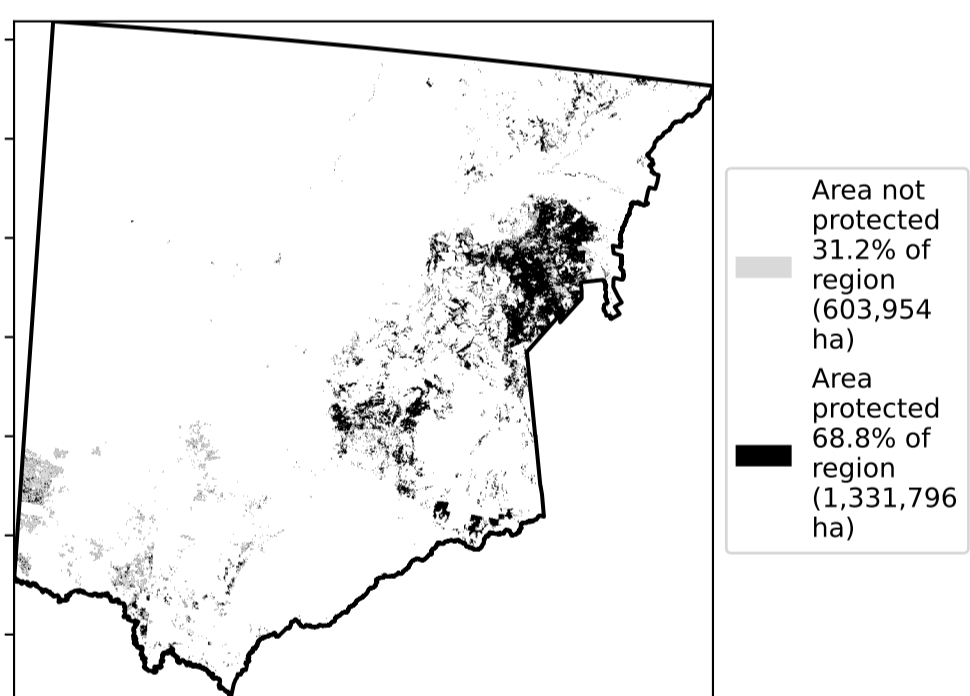 Area not
protected
31.2% of
region
(603,954
ha)
Area
protected
68.8% of
region
(1,331,796
ha)